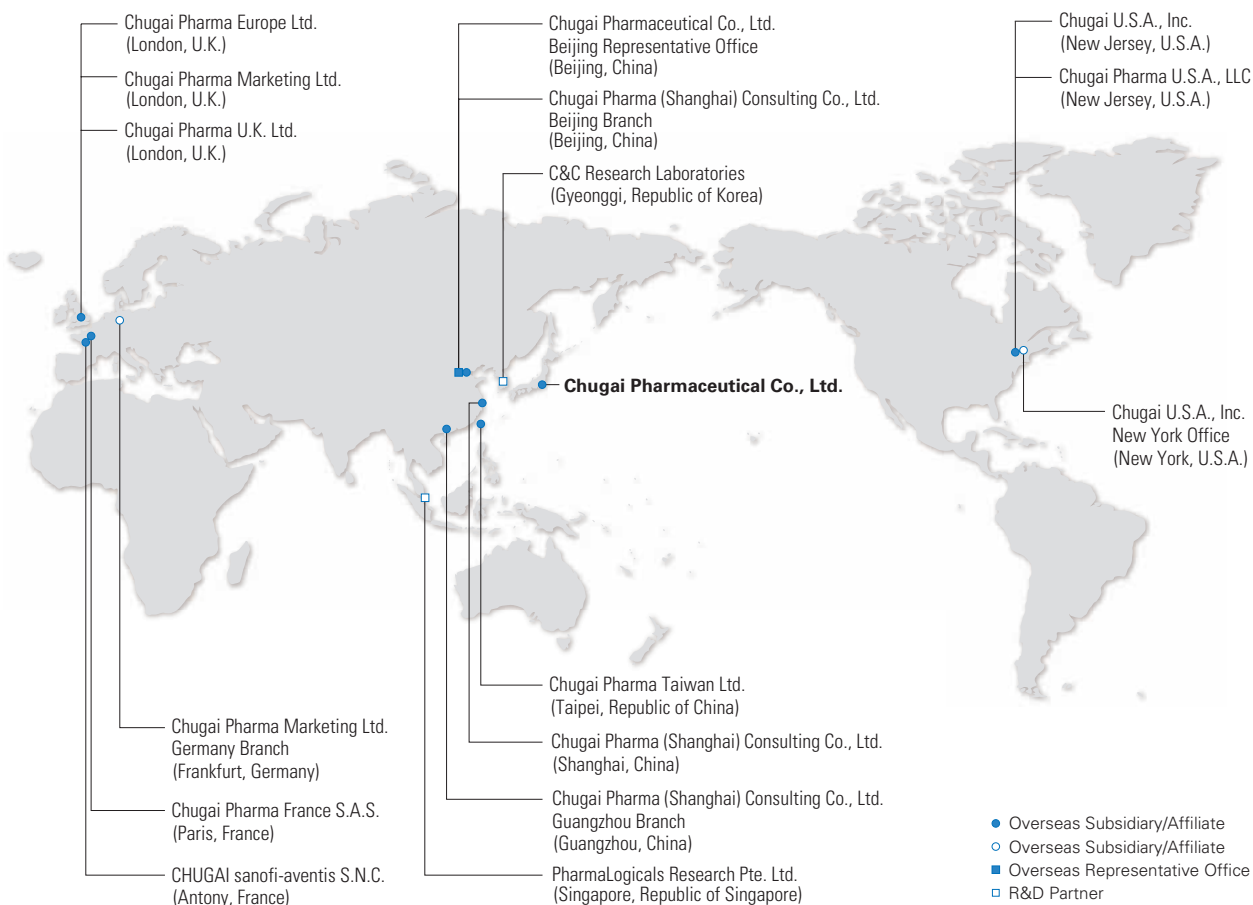 Chugai Pharma Europe Ltd.
(London, U.K.)
Chugai Pharma Marketing Ltd.
(London, U.K.)
Chugai Pharma U.K. Ltd.
(London, U.K.)
Chugai Pharmaceutical Co., Ltd.
Beijing Representative Office
(Beijing, China)
Chugai Pharma (Shanghai) Consulting Co., Ltd.
Beijing Branch
(Beijing, China)
C&C Research Laboratories
(Gyeonggi, Republic of Korea)
Chugai U.S.A., Inc.
(New Jersey, U.S.A.)
Chugai Pharma U.S.A., LLC
(New Jersey, U.S.A.)
Chugai Pharmaceutical Co., Ltd.
Chugai U.S.A., Inc.
New York Office
(New York, U.S.A.)
Chugai Pharma Marketing Ltd.
Germany Branch
(Frankfurt, Germany)
Chugai Pharma France S.A.S.
(Paris, France)
CHUGAI sanofi-aventis S.N.C.
(Antony, France)
Chugai Pharma Taiwan Ltd.
(Taipei, Republic of China)
Chugai Pharma (Shanghai) Consulting Co., Ltd.
(Shanghai, China)
Chugai Pharma (Shanghai) Consulting Co., Ltd.
Guangzhou Branch
(Guangzhou, China)
PharmaLogicals Research Pte. Ltd.
(Singapore, Republic of Singapore)
Overseas Subsidiary/Affiliate
Overseas Subsidiary/Affiliate
Overseas Representative Office
R&D Partner